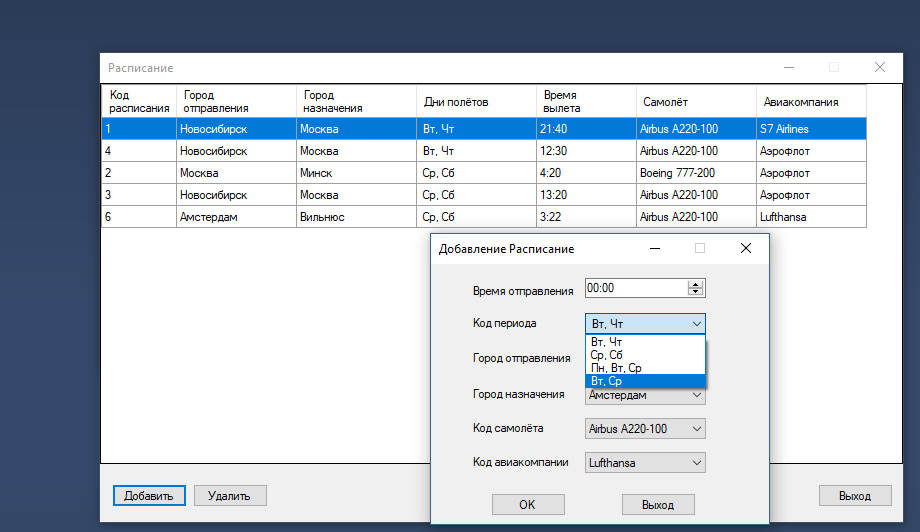 Расписание
Код расписания Город отправления Город назначения Дни полётов Время вылета Самолёт Авиакомпания
1 Новосибирск Москва Вт, Чт 21:40 Airbus A220-100 S7 Airlines
4 Новосибирск Москва Вт, Чт 12:30 Airbus A220-100 Аэрофлот
2 Москва Минск Ср, Сб 4:20 Boeing 777-200 Аэрофлот
3 Новосибирск Москва Ср, Сб 13:20 Airbus A220-100 Аэрофлот
6 Амстердам Вильнюс Ср, Сб 3:22 Airbus A220-100 Lufthansa
Добавление Расписание
Время отправления 00:00
Код периода Вт, Чт
Вт, Чт
Ср, Сб
Пн, Вт, Ср
Вт, Ср
Город отправления
Город назначения Амстердам
Код самолёта Airbus A220-100
Код авиакомпании Lufthansa
OK Выход
Добавить Удалить Выход